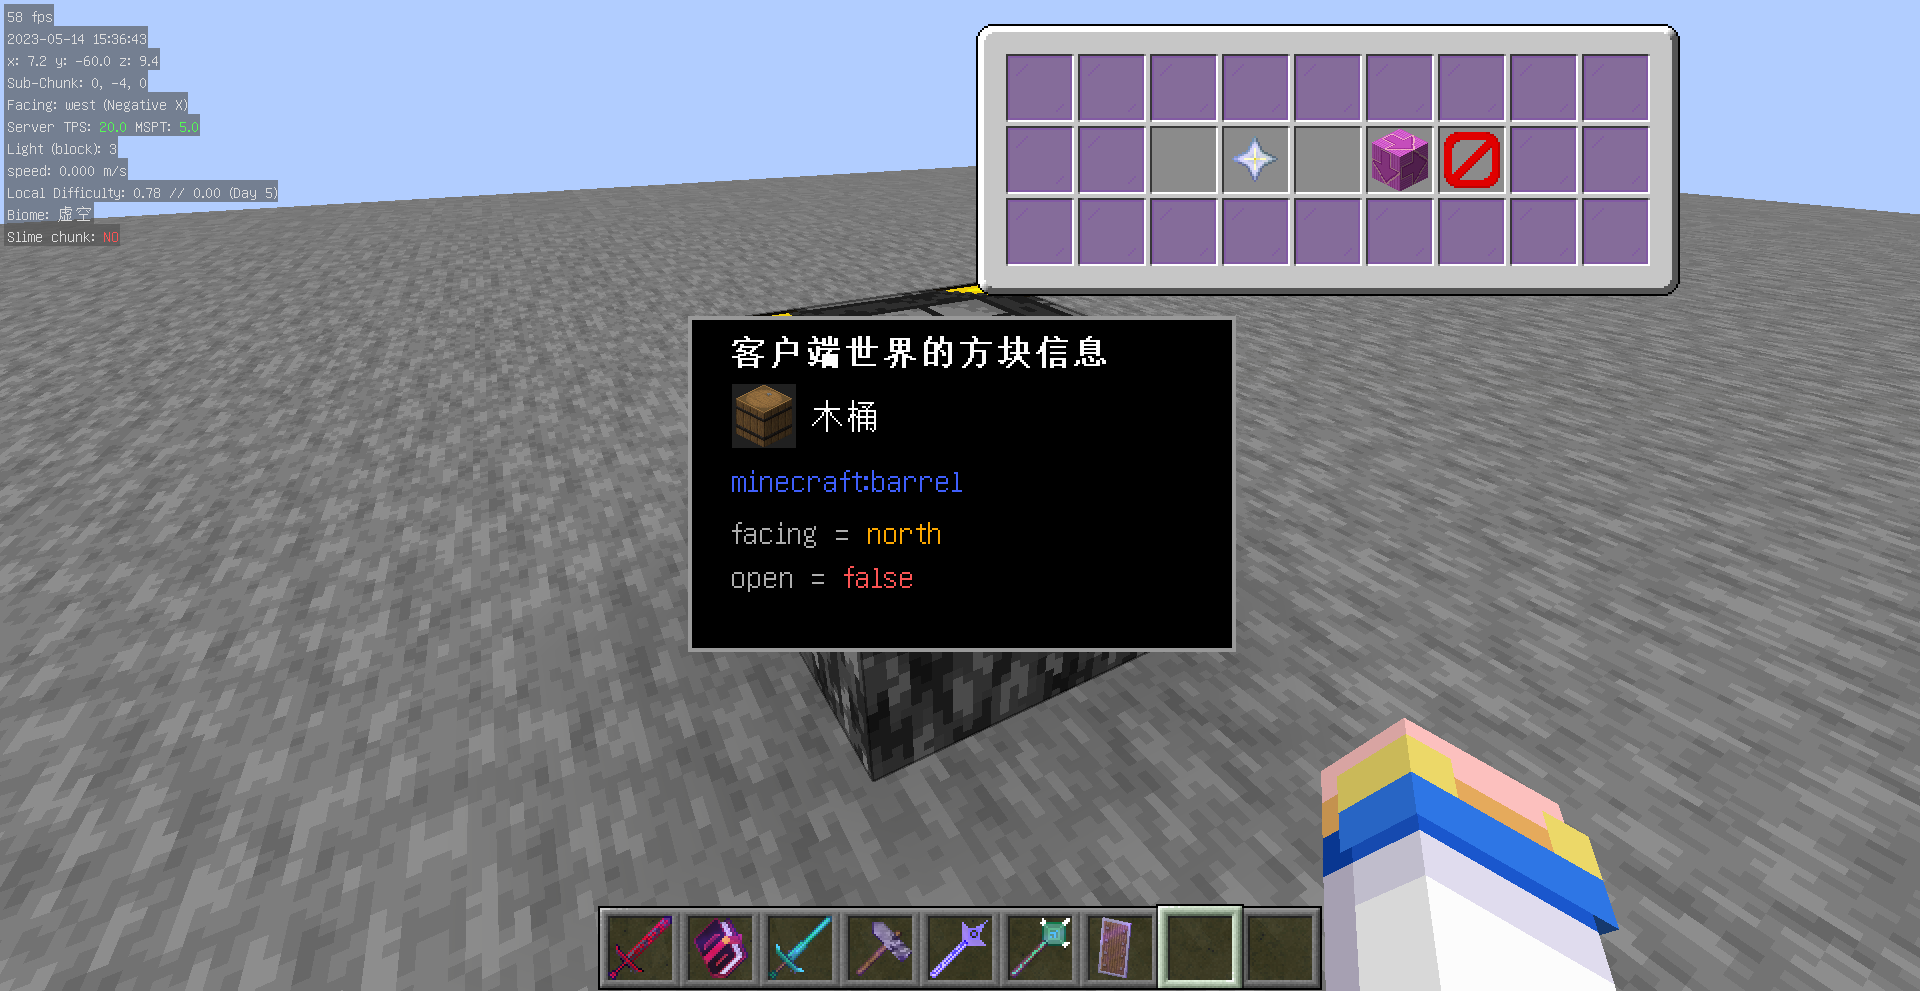 58 fps
2023-05-14 15:36:43
x: 7.2 y: -60.0 z: 9.4
Sub-Chunk: 0, -4, 0
Facing: west (Negative X)
Server TPS: 20.0 MSPT: 5.0
Light (block): 3
speed: 0.000 m/s
Local Difficulty: 0.78 // 0.00 (Day 5)
Biome: 虚空
Slime chunk: NO
客户端世界的方块信息
木桶
minecraft:barrel
facing = north
open = false